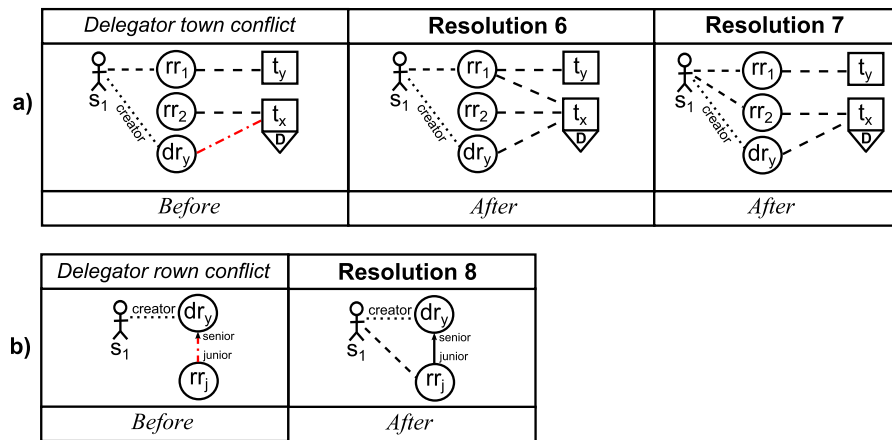 Delegator town conflict
Resolution 6
Resolution 7
a)
s1
creator
rr1
rr2
dry
ty
tx
D
s1
creator
rr1
rr2
dry
ty
tx
D
s1
creator
rr1
rr2
dry
ty
tx
D
Before
After
After
Delegator rown conflict
Resolution 8
b)
s1
creator
dry
senior
junior
rrj
s1
creator
dry
senior
junior
rrj
Before
After